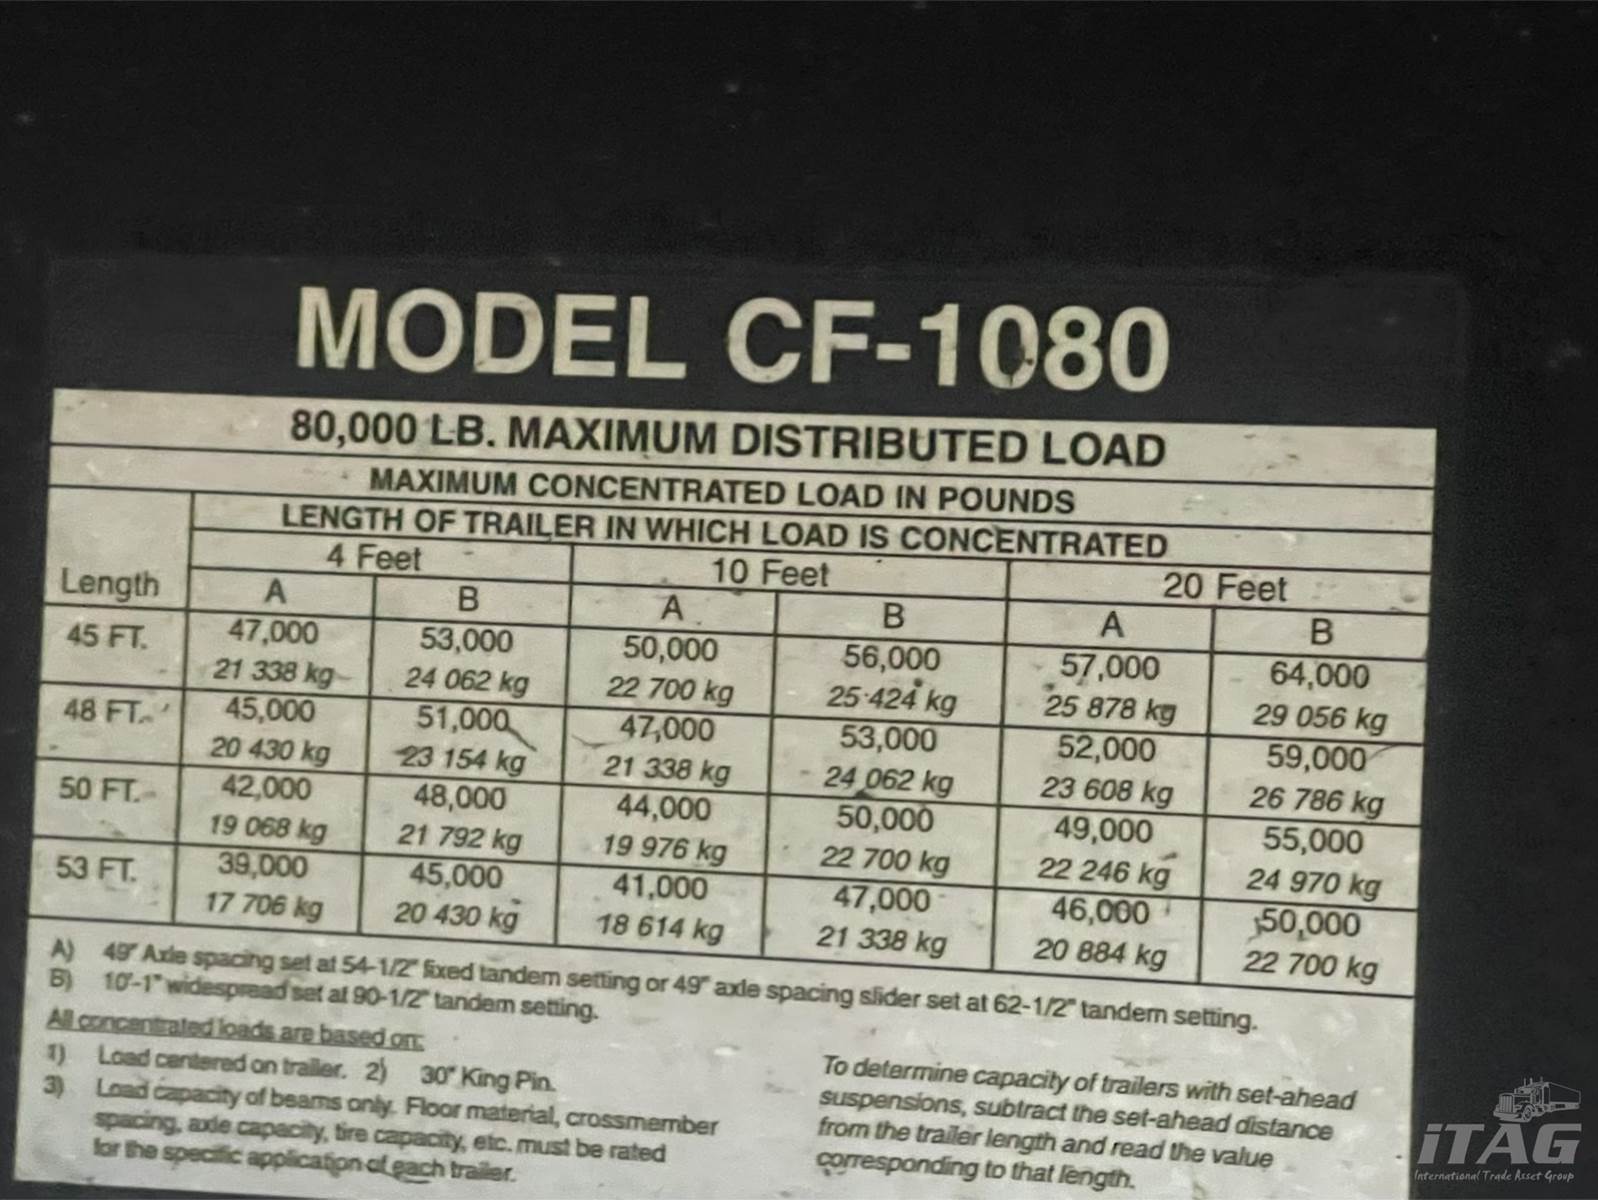 MODEL CF-1080
80,000 LB. MAXIMUM DISTRIBUTED LOAD
MAXIMUM CONCENTRATED LOAD IN POUNDS
LENGTH OF TRAILER IN WHICH LOAD IS CONCENTRATED
Length 4 Feet 10 Feet 20 Feet
A B A B A B
45 FT. 47,000 53,000 50,000 56,000 57,000 64,000
21 338 kg 24 062 kg 22 700 kg 25 424 kg 25 878 kg 29 056 kg
48 FT. 45,000 51,000 47,000 53,000 52,000 59,000
20 430 kg 23 154 kg 21 338 kg 24 062 kg 23 608 kg 26 786 kg
50 FT. 42,000 48,000 44,000 50,000 49,000 55,000
19 068 kg 21 792 kg 19 976 kg 22 700 kg 22 246 kg 24 970 kg
53 FT. 39,000 45,000 41,000 47,000 46,000 50,000
17 706 kg 20 430 kg 18 614 kg 21 338 kg 20 884 kg 22 700 kg
A) 49" Axle spacing set at 54-1/2" fixed tandem setting or 49" axle spacing slider set at 62-1/2" tandem setting.
B) 10'-1" widespread set at 90-1/2" tandem setting.
All concentrated loads are based on:
1) Load centered on trailer. 2) 30" King Pin.
3) Load capacity of beams only. Floor material, crossmember
spacing, axle capacity, tire capacity, etc. must be rated
for the specific application of each trailer.
To determine capacity of trailers with set-ahead
suspensions, subtract the set-ahead distance
from the trailer length and read the value
corresponding to that length.
iTAG
International Trade Asset Group